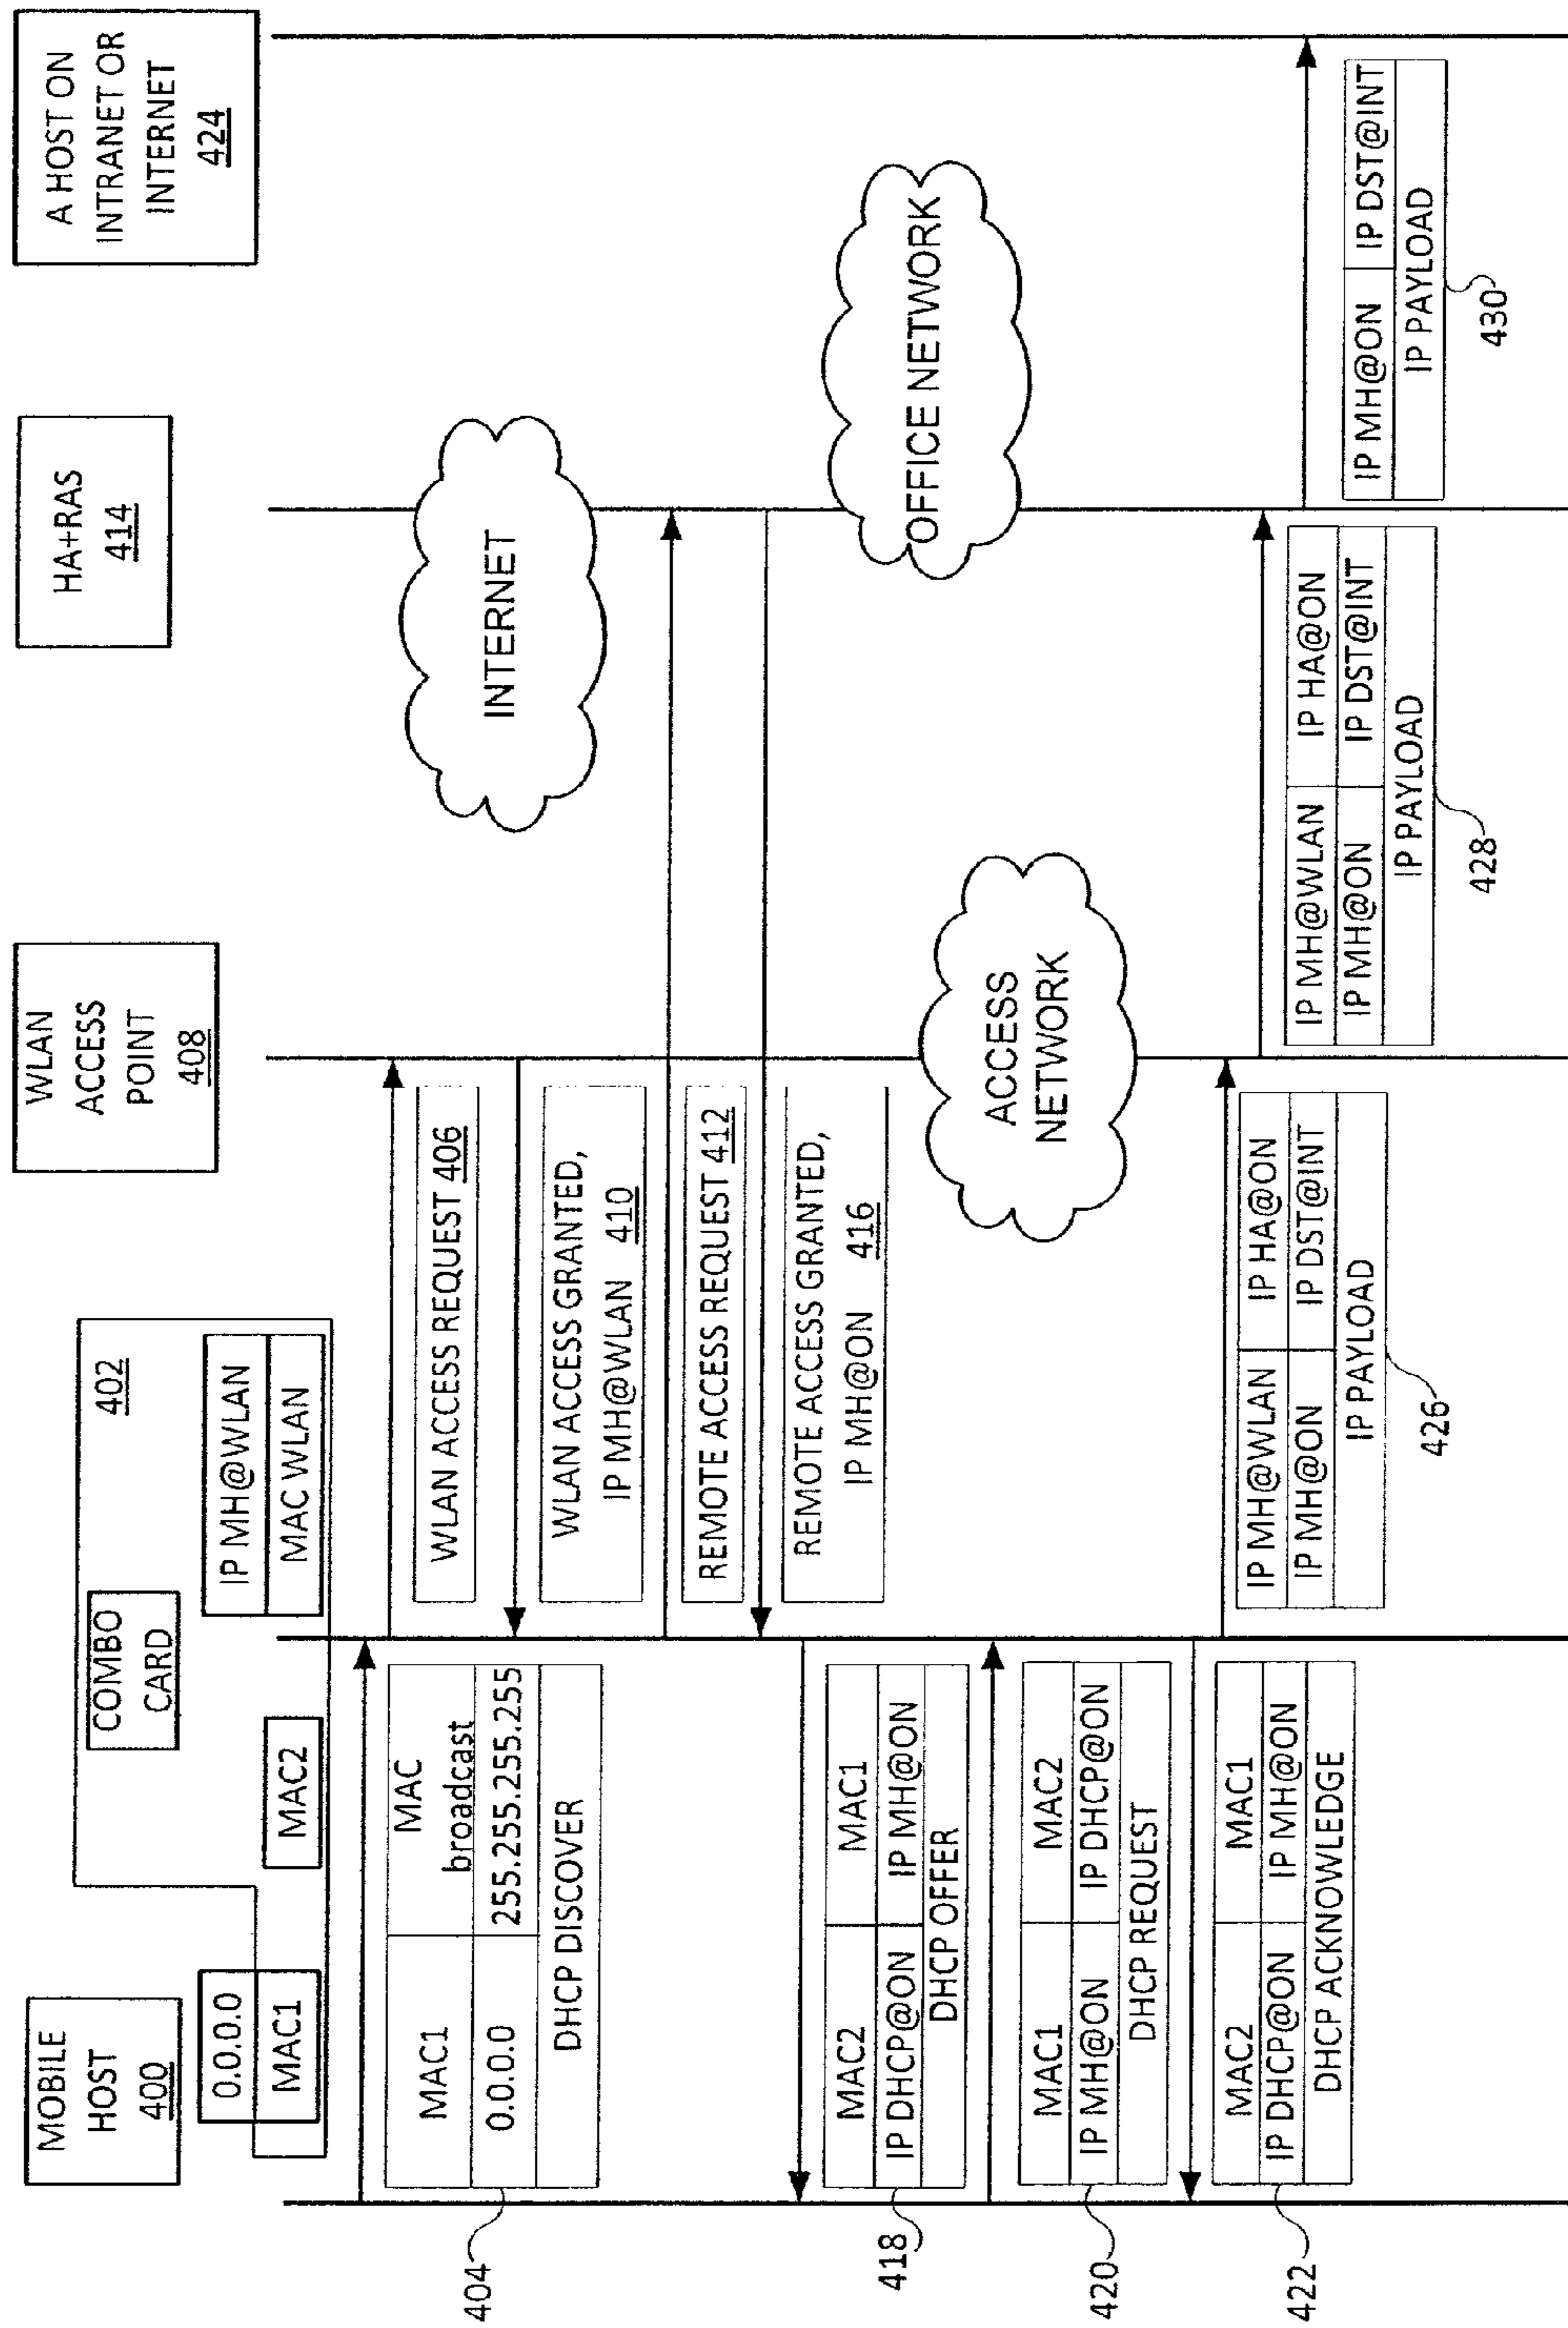 MOBILE
HOST
400
0.0.0.0
MAC1
COMBO
CARD
402
MAC2
IP MH@WLAN
MAC WLAN
WLAN
ACCESS
POINT
408
HA+RAS
414
A HOST ON
INTRANET OR
INTERNET
424
MAC1
MAC
broadcast
0.0.0.0
255.255.255.255
DHCP DISCOVER
404
WLAN ACCESS REQUEST 406
WLAN ACCESS GRANTED,
IP MH@WLAN 410
INTERNET
REMOTE ACCESS REQUEST 412
REMOTE ACCESS GRANTED,
IP MH@ON 416
MAC2 MAC1
IP DHCP@ON IP MH@ON
DHCP OFFER
418
OFFICE NETWORK
ACCESS
NETWORK
MAC1 MAC2
IP MH@ON IP DHCP@ON
DHCP REQUEST
420
MAC2 MAC1
IP DHCP@ON IP MH@ON
DHCP ACKNOWLEDGE
422
IP MH@WLAN IP HA@ON
IP MH@ON IP DST@INT
IP PAYLOAD
426
IP MH@WLAN IP HA@ON
IP MH@ON IP DST@INT
IP PAYLOAD
428
IP MH@ON IP DST@INT
IP PAYLOAD
430